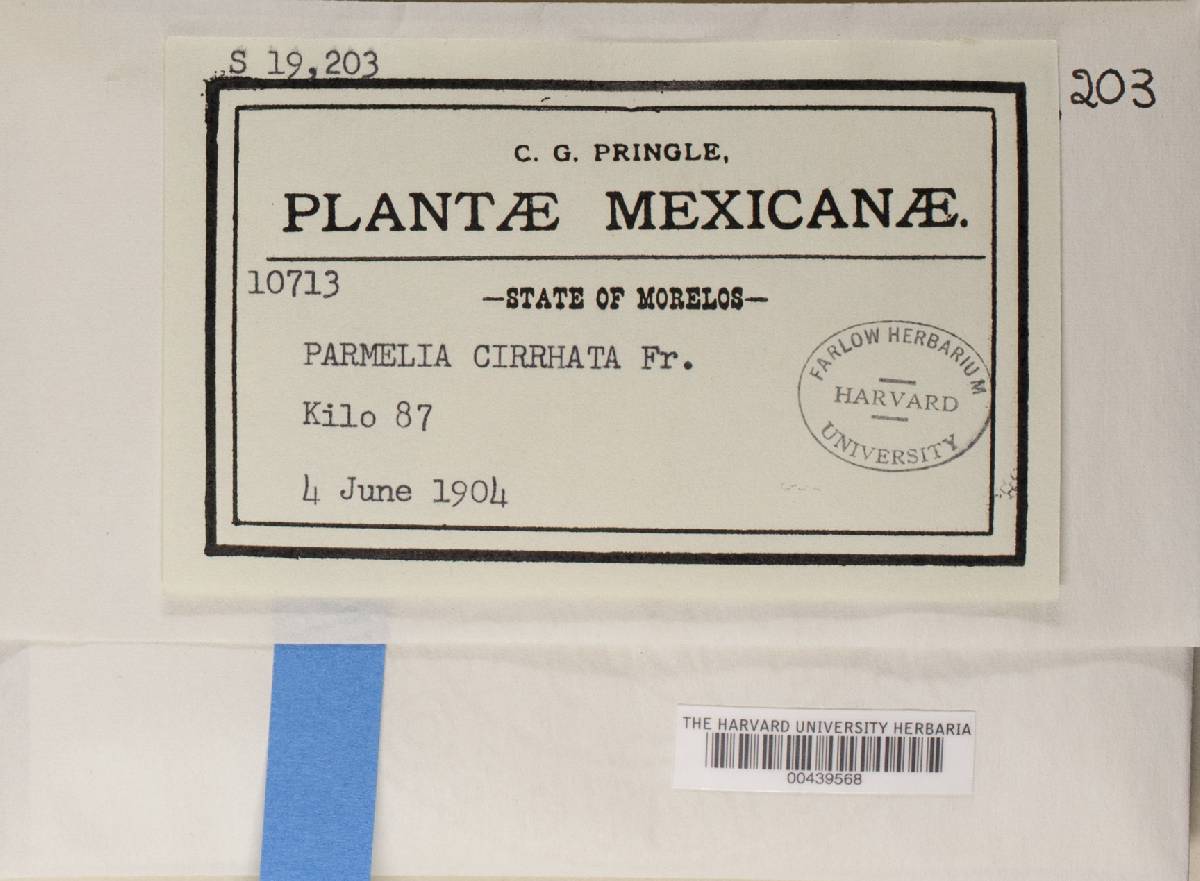 S 19,203
203
C. G. PRINGLE,
PLANTÆ MEXICANÆ.
10713
—STATE OF MORELOS—
PARMELIA CIRRHATA Fr.
Kilo 87
4 June 1904
FARLOW HERBARIUM
HARVARD
UNIVERSITY
THE HARVARD UNIVERSITY HERBARIA
00439568